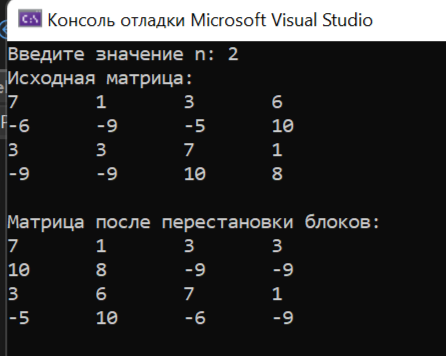 Консоль отладки Microsoft Visual Studio
Введите значение n: 2
Исходная матрица:
7 1 3 6
-6 -9 -5 10
3 3 7 1
-9 -9 10 8
Матрица после перестановки блоков:
7 1 3 3
10 8 -9 -9
3 6 7 1
-5 10 -6 -9